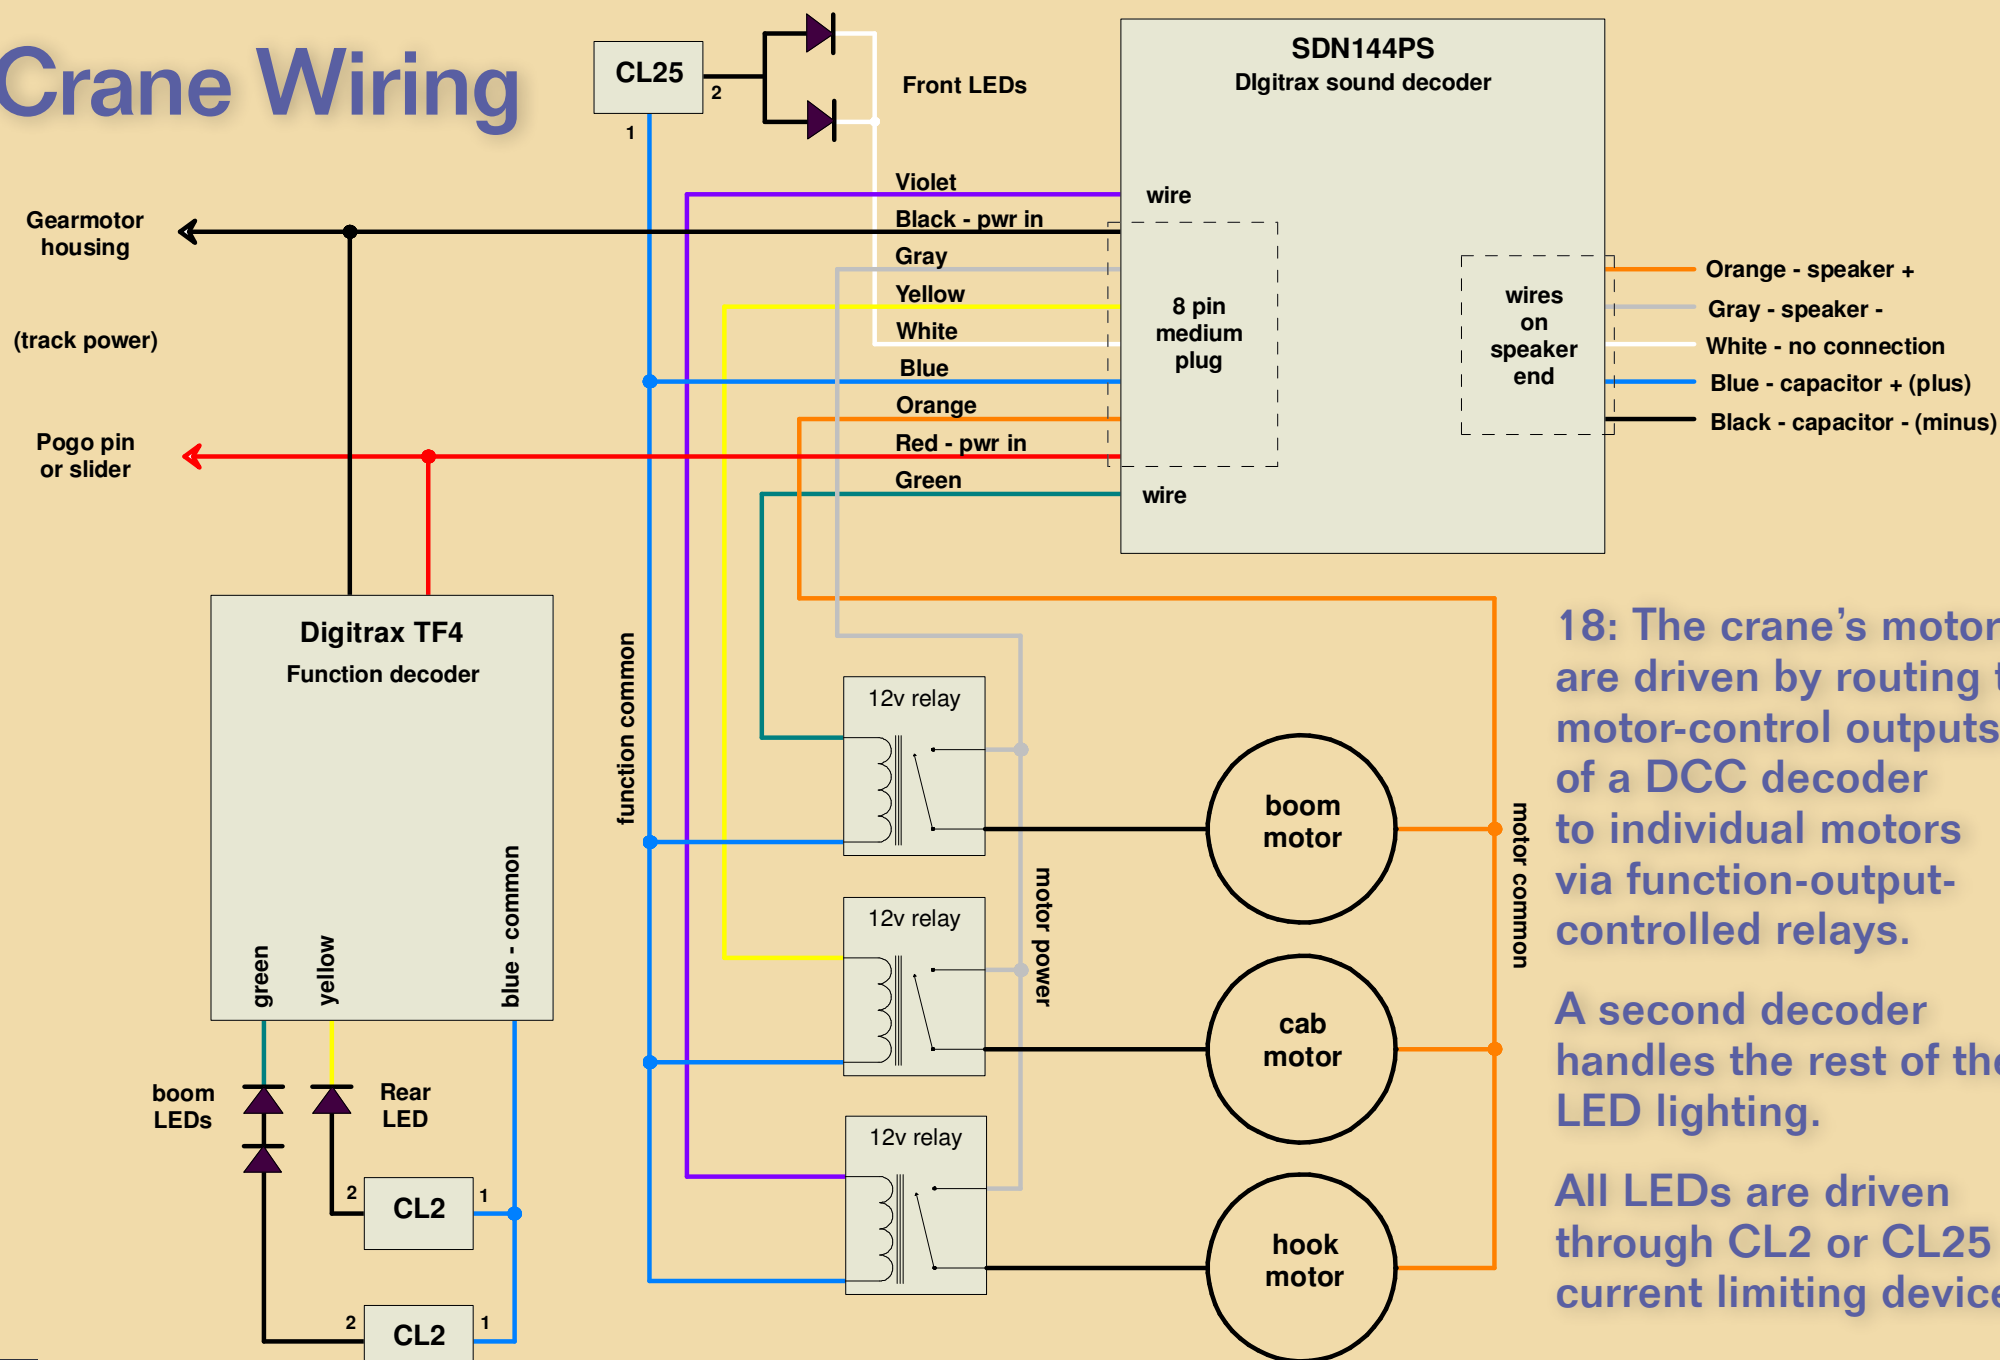 Crane Wiring
CL25
2
1
Front LEDs
SDN144PS
DIgitrax sound decoder
Violet
wire
Black - pwr in
Gray
Yellow
White
Blue
Orange
Red - pwr in
Green
wire
8 pin
medium
plug
wires
on
speaker
end
Orange - speaker +
Gray - speaker -
White - no connection
Blue - capacitor + (plus)
Black - capacitor - (minus)
Gearmotor
housing
(track power)
Pogo pin
or slider
Digitrax TF4
Function decoder
green
yellow
blue - common
boom
LEDs
Rear
LED
2
CL2
1
2
CL2
1
function common
12v relay
12v relay
12v relay
motor power
boom
motor
cab
motor
hook
motor
motor common
18: The crane’s motor
are driven by routing
motor-control outputs
of a DCC decoder
to individual motors
via function-output-
controlled relays.
A second decoder
handles the rest of the
LED lighting.
All LEDs are driven
through CL2 or CL25
current limiting device